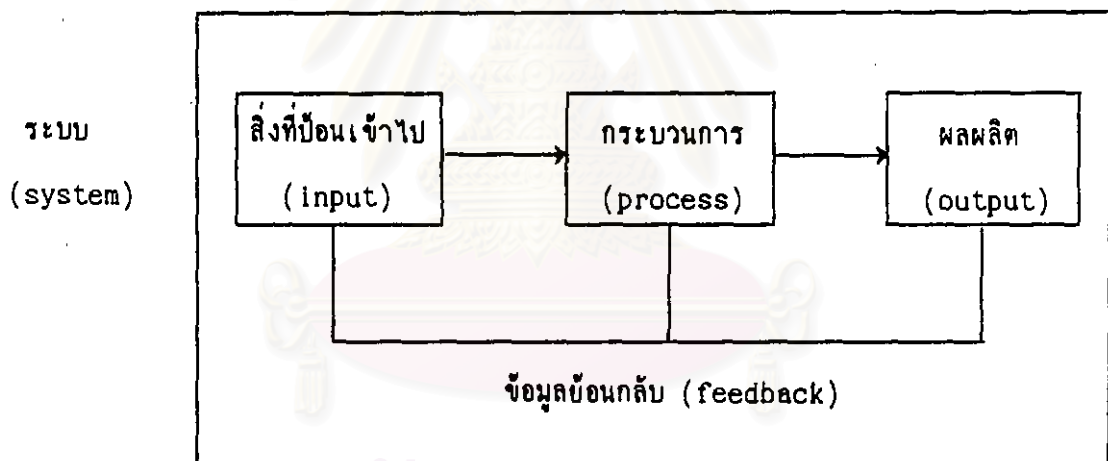 ระบบ
(system)
สิ่งที่ป้อนเข้าไป
(input)
กระบวนการ
(process)
ผลผลิต
(output)
ข้อมูลย้อนกลับ (feedback)